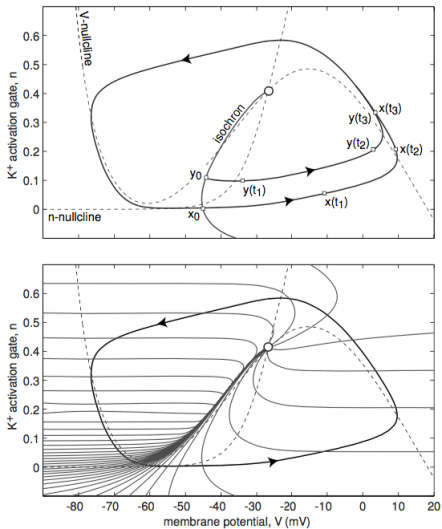 0.6
0.5
0.4
0.3
0.2
0.1
0
K+ activation gate, n
V-nullcline
isochron
n-nullcline
y0
x0
y(t1)
x(t1)
y(t2)
x(t2)
y(t3)
x(t3)
0.6
0.5
0.4
0.3
0.2
0.1
0
K+ activation gate, n
-80 -70 -60 -50 -40 -30 -20 -10 0 10 20
membrane potential, V (mV)